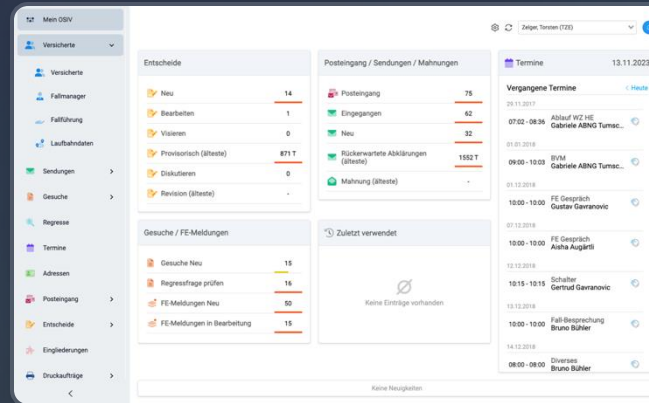 Mein OSIV
Versicherte
Versicherte
Fallmanager
Fallführung
Laufbahndaten
Sendungen
Gesuche
Regresse
Termine
Adressen
Posteingang
Entscheide
Eingliederungen
Druckaufträge
Zelger, Torsten (TZE)
Entscheide
Neu 14
Bearbeiten 1
Visieren 0
Provisorisch (älteste) 871 T
Diskutieren 0
Revision (älteste) -
Posteingang / Sendungen / Mahnungen
Posteingang 75
Eingegangen 62
Neu 32
Rückerwartete Abklärungen 1552 T
(älteste)
Mahnung (älteste) -
Gesuche / FE-Meldungen
Gesuche Neu 15
Regressfrage prüfen 16
FE-Meldungen Neu 50
FE-Meldungen in Bearbeitung 15
Zuletzt verwendet
Keine Einträge vorhanden
Termine 13.11.2023
Vergangene Termine < Heute
29.11.2017
07:02 - 08:36 Ablauf WZ HE
Gabriele ABNG Tumsc...
01.01.2018
09:00 - 10:03 BVM
Gabriele ABNG Tumsc...
01.12.2018
10:00 - 10:00 FE Gespräch
Gustav Gavranovic
07.12.2018
10:00 - 10:00 FE Gespräch
Aisha Augärtli
12.12.2018
10:15 - 10:15 Schalter
Gertrud Gavranovic
13.12.2018
10:00 - 10:00 Fall-Besprechung
Bruno Bühler
14.12.2018
08:00 - 08:00 Diverses
Bruno Bühler
Keine Neuigkeiten